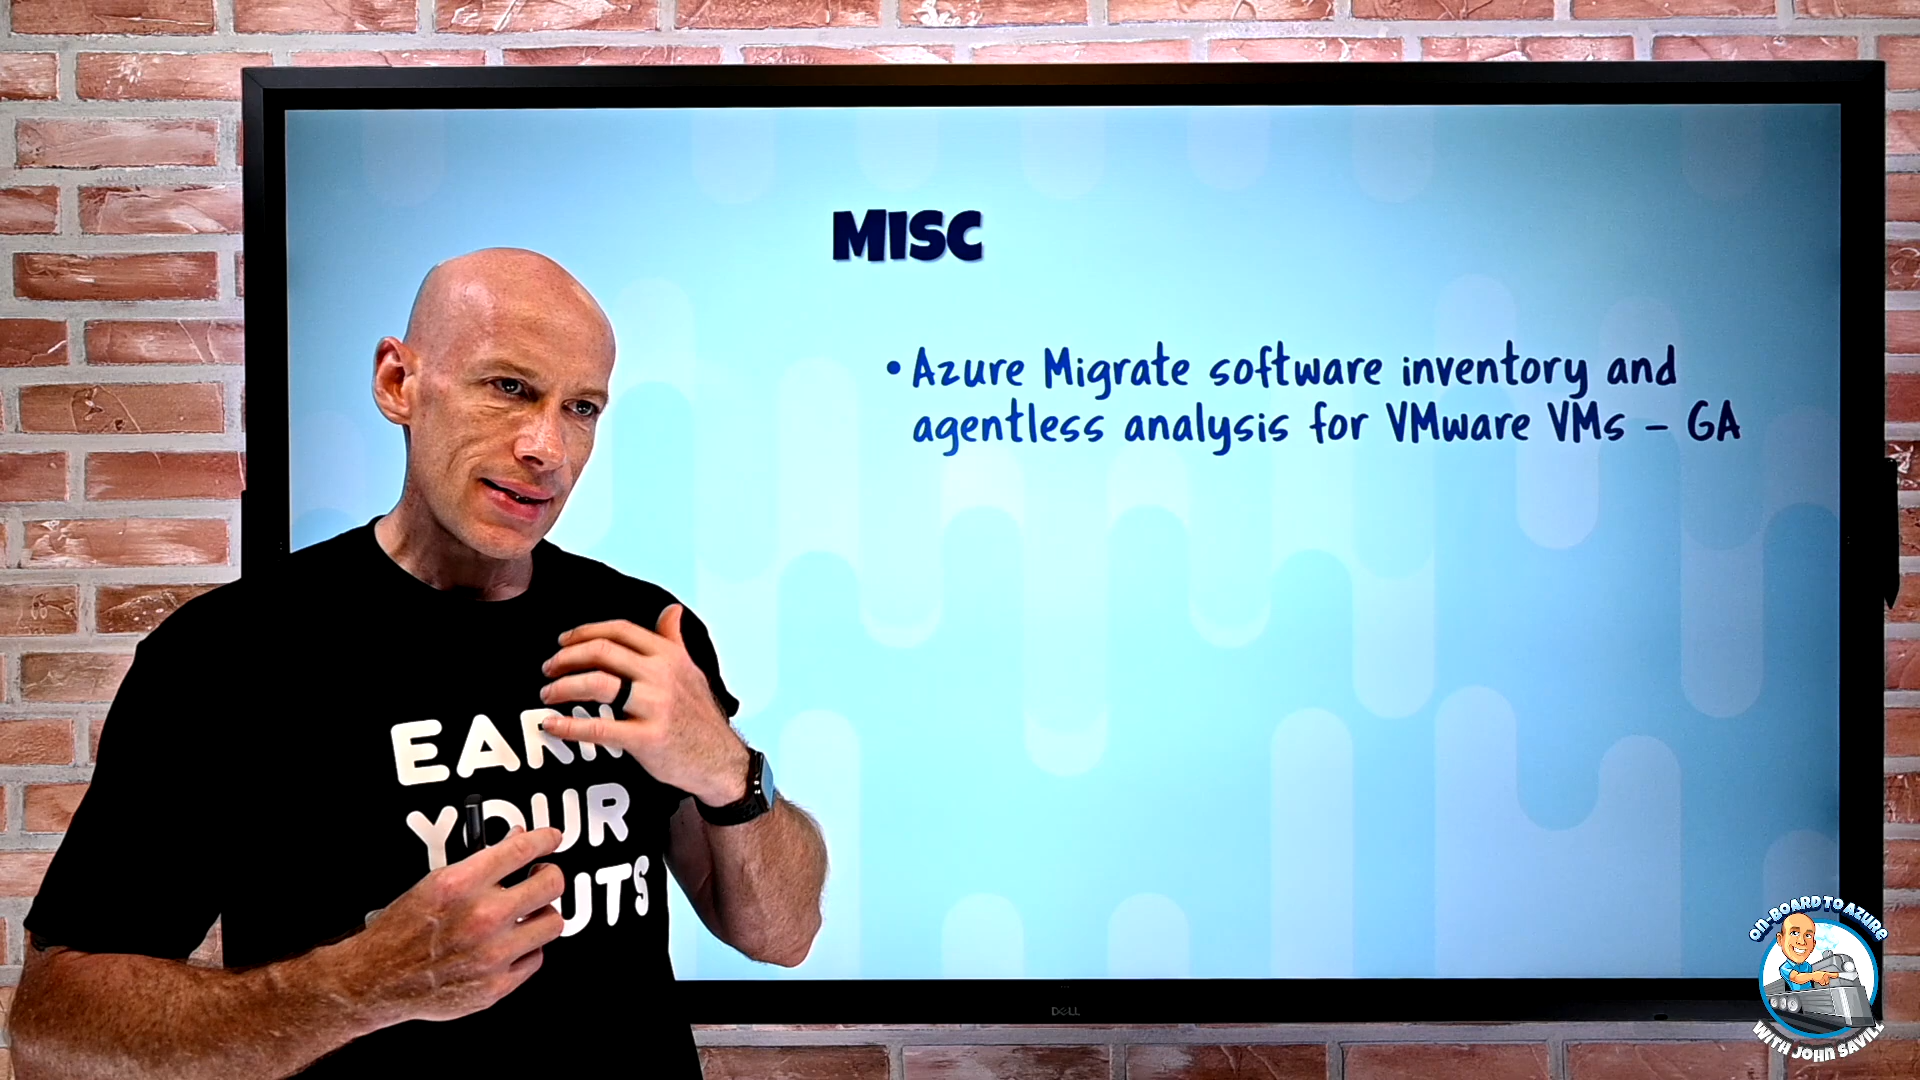 MISC
• Azure Migrate software inventory and
agentless analysis for VMware VMs – GA
EARN
YOUR
UTS
DELL
ON-BOARD TO AZURE
WITH JOHN SAVILL